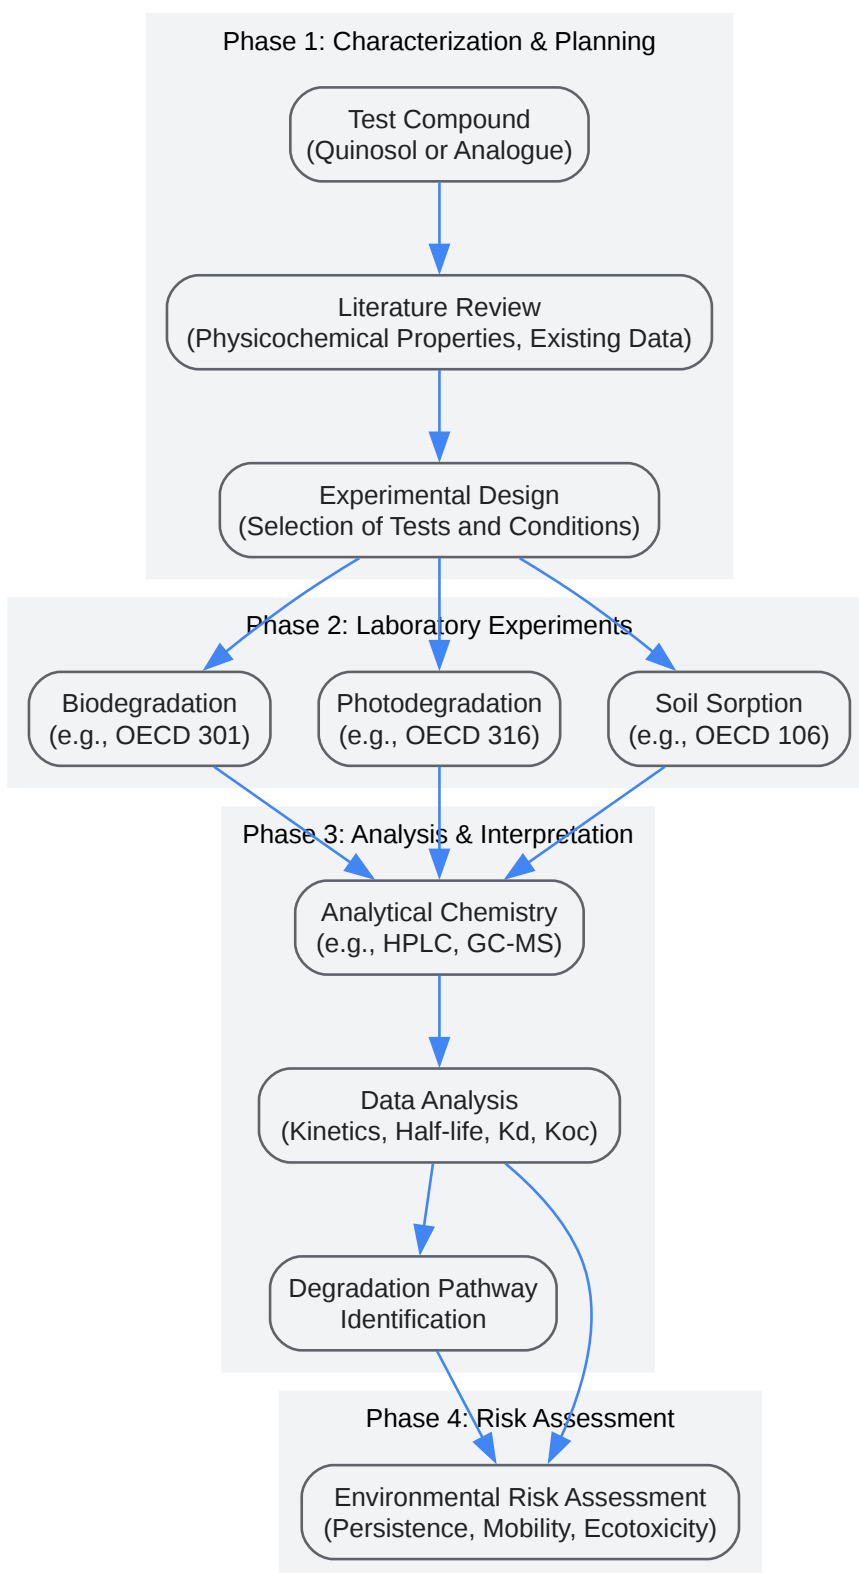 Phase 1: Characterization & Planning
Test Compound
(Quinosol or Analogue)
Literature Review
(Physicochemical Properties, Existing Data)
Experimental Design
(Selection of Tests and Conditions)
Phase 2: Laboratory Experiments
Biodegradation
(e.g., OECD 301)
Photodegradation
(e.g., OECD 316)
Soil Sorption
(e.g., OECD 106)
Phase 3: Analysis & Interpretation
Analytical Chemistry
(e.g., HPLC, GC-MS)
Data Analysis
(Kinetics, Half-life, Kd, Koc)
Degradation Pathway
Identification
Phase 4: Risk Assessment
Environmental Risk Assessment
(Persistence, Mobility, Ecotoxicity)